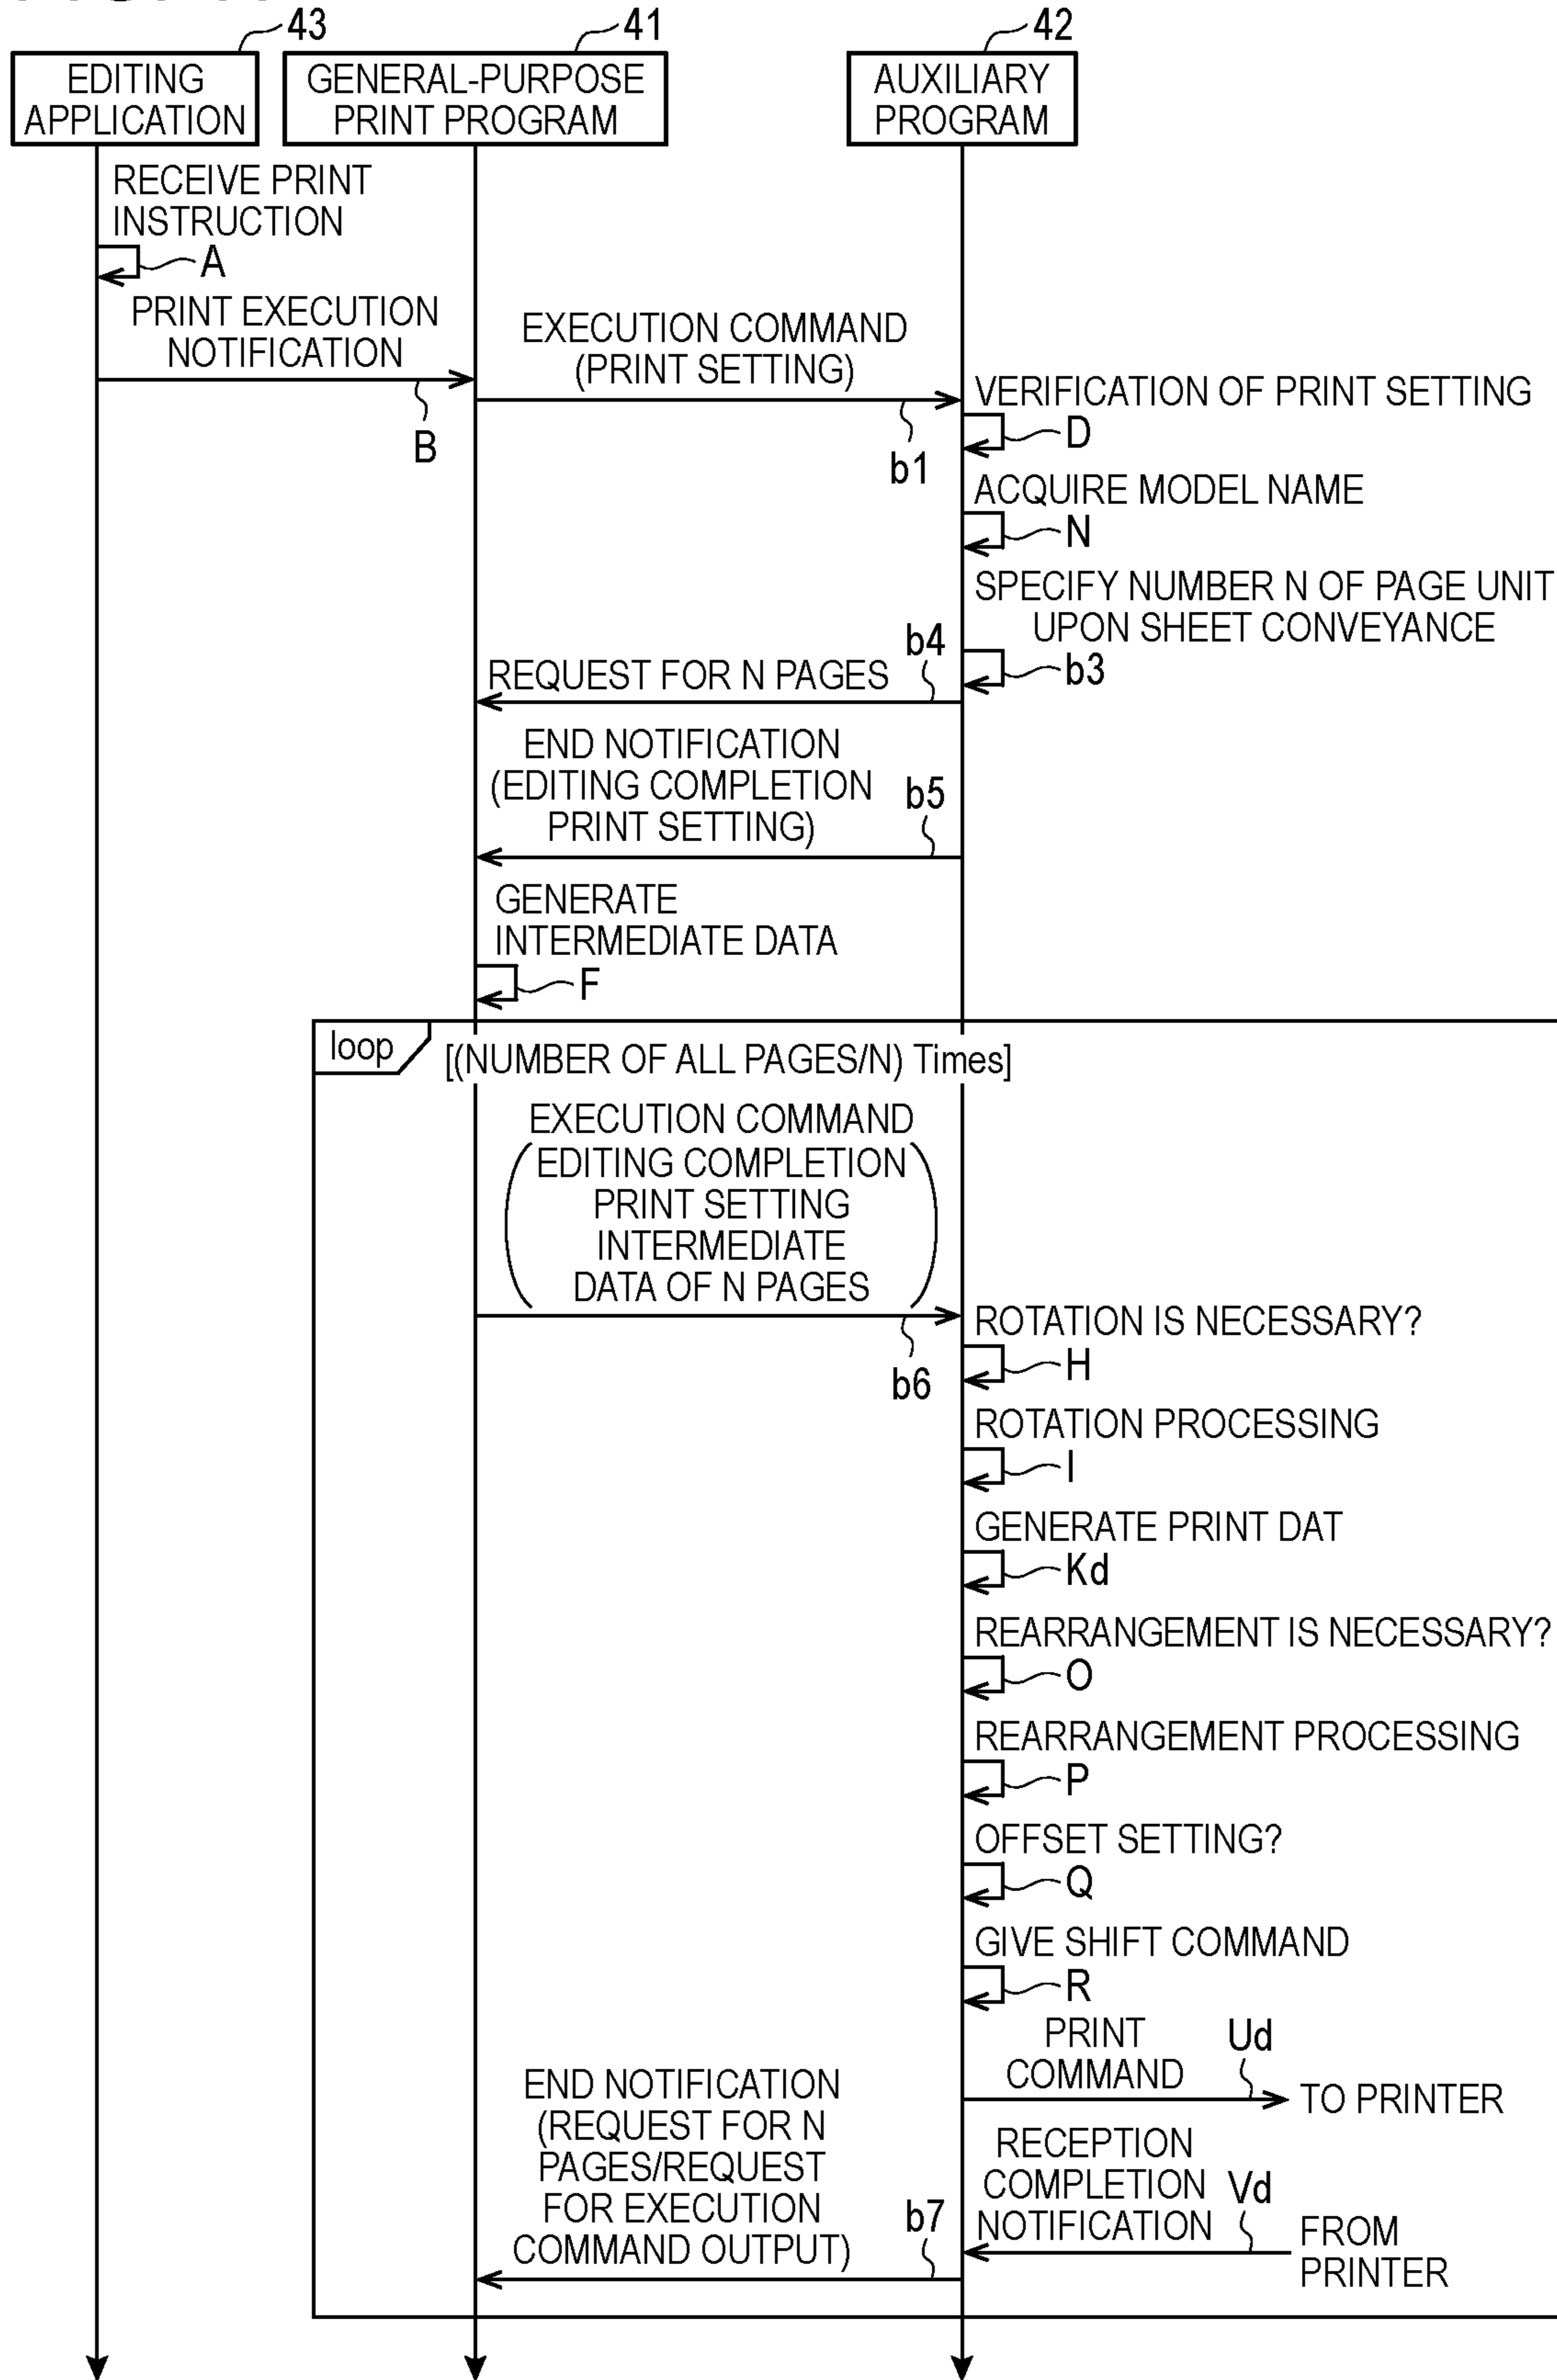 43
41
42
EDITING
APPLICATION
GENERAL-PURPOSE
PRINT PROGRAM
AUXILIARY
PROGRAM
RECEIVE PRINT
INSTRUCTION
A
PRINT EXECUTION
NOTIFICATION
B
EXECUTION COMMAND
(PRINT SETTING)
b1
VERIFICATION OF PRINT SETTING
D
ACQUIRE MODEL NAME
N
SPECIFY NUMBER N OF PAGE UNIT
UPON SHEET CONVEYANCE
b3
b4
REQUEST FOR N PAGES
END NOTIFICATION
(EDITING COMPLETION
PRINT SETTING)
b5
GENERATE
INTERMEDIATE DATA
F
loop
[(NUMBER OF ALL PAGES/N) Times]
EXECUTION COMMAND
(EDITING COMPLETION
PRINT SETTING
INTERMEDIATE
DATA OF N PAGES)
b6
ROTATION IS NECESSARY?
H
ROTATION PROCESSING
I
GENERATE PRINT DAT
Kd
REARRANGEMENT IS NECESSARY?
O
REARRANGEMENT PROCESSING
P
OFFSET SETTING?
Q
GIVE SHIFT COMMAND
R
PRINT
COMMAND
Ud
TO PRINTER
RECEPTION
COMPLETION
NOTIFICATION
Vd
FROM
PRINTER
END NOTIFICATION
(REQUEST FOR N
PAGES/REQUEST
FOR EXECUTION
COMMAND OUTPUT)
b7